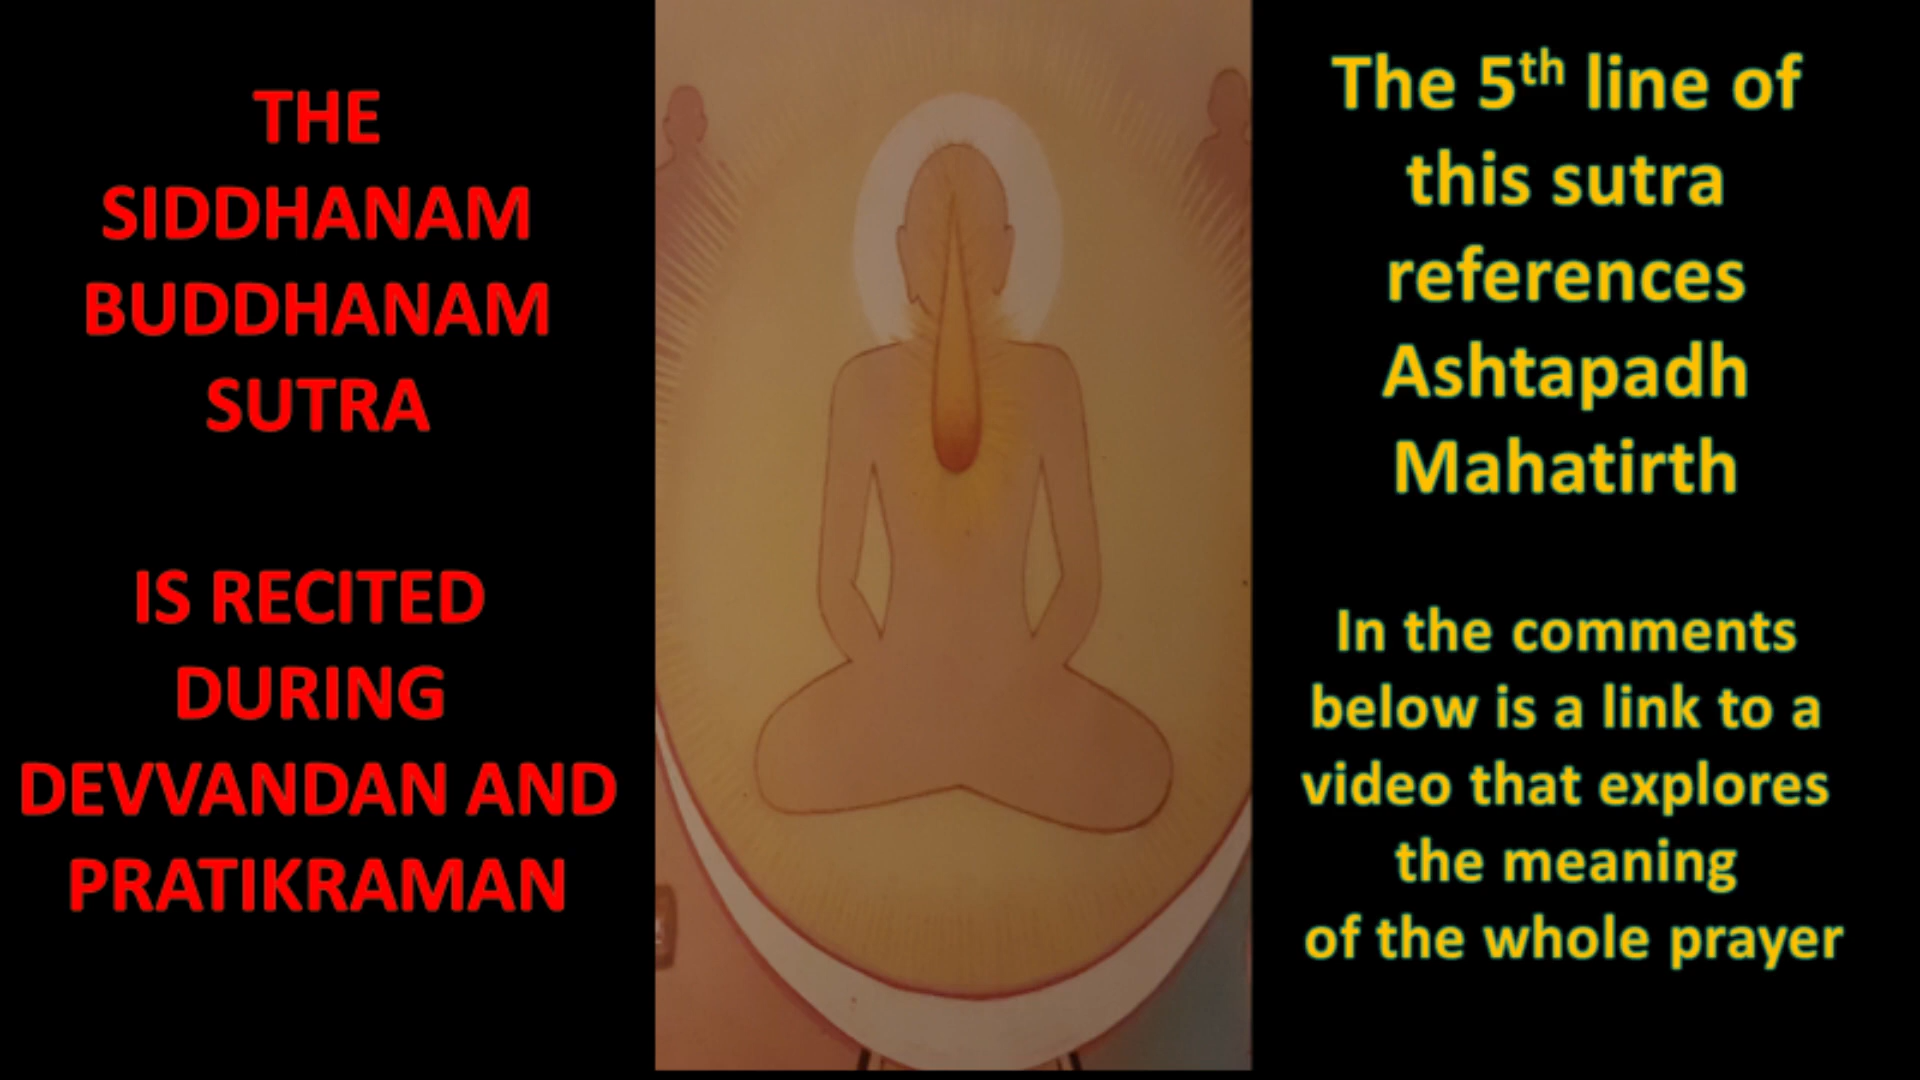 THE
SIDDHANAM
BUDDHANAM
SUTRA
IS RECITED
DURING
DEVVANDAN AND
PRATIKRAMAN
The 5th line of
this sutra
references
Ashtapadh
Mahatirth
In the comments
below is a link to a
video that explores
the meaning
of the whole prayer